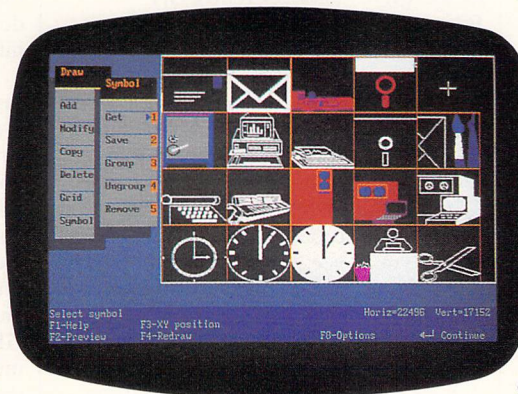 Draw
Symbol
Add
Modify
Copy
Delete
Grid
Symbol
Get 1
Save 2
Group 3
Ungroup 4
Remove 5
Select symbol
Horiz=22496 Vert=17152
F1-Help F3-XY position
F2-Preview F4-Redraw F8-Options ↵ Continue